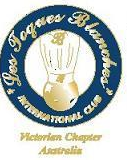 "Les Toques Blanches"
INTERNATIONAL CLUB
Victorian Chapter
Australia